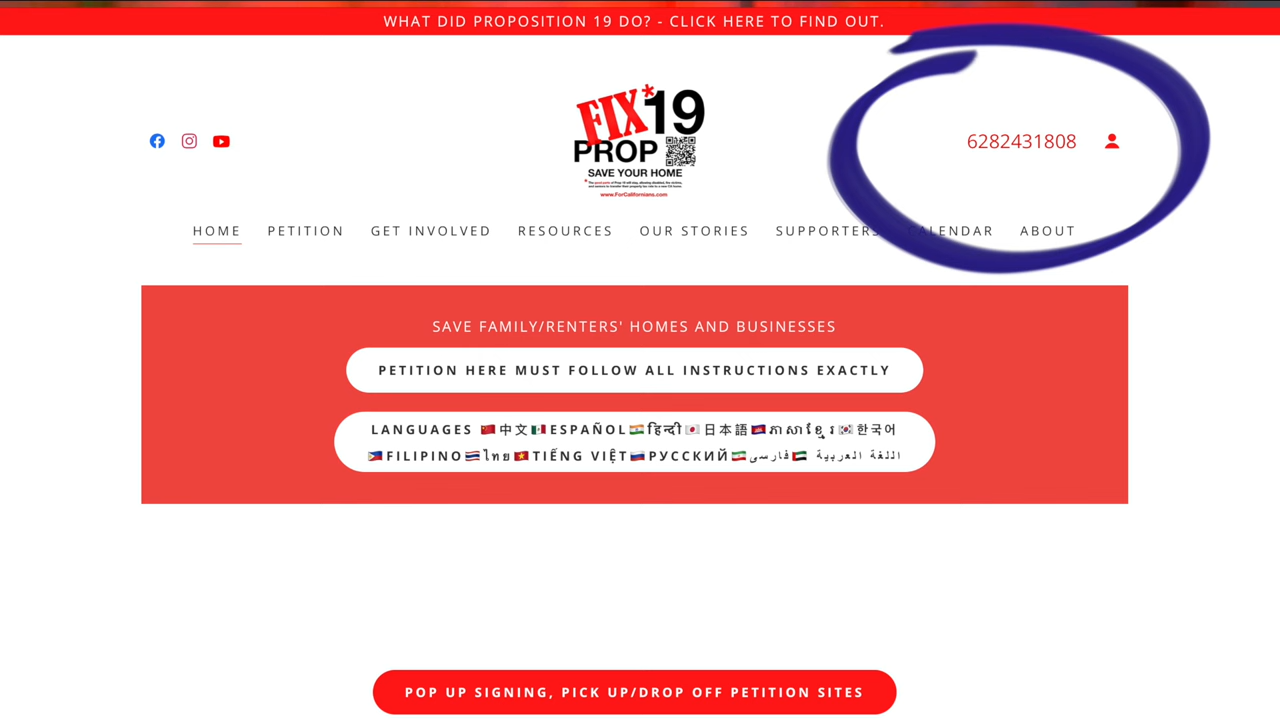 WHAT DID PROPOSITION 19 DO? - CLICK HERE TO FIND OUT.
FIX*19
PROP
SAVE YOUR HOME
www.ForCalifornians.com
6282431808
HOME PETITION GET INVOLVED RESOURCES OUR STORIES SUPPORTERS CALENDAR ABOUT
SAVE FAMILY/RENTERS' HOMES AND BUSINESSES
PETITION HERE MUST FOLLOW ALL INSTRUCTIONS EXACTLY
LANGUAGES 🇨🇳中文🇲🇽ESPAÑOL🇮🇳हिन्दी🇯🇵日本語🇰🇭ភាសាខ្មែរ🇰🇷한국어
🇵🇭FILIPINO🇹🇭ไทย🇻🇳TIẾNG VIỆT🇷🇺РУССКИЙ🇮🇷فارسی🇦🇪 اللغة العربية
POP UP SIGNING, PICK UP/DROP OFF PETITION SITES